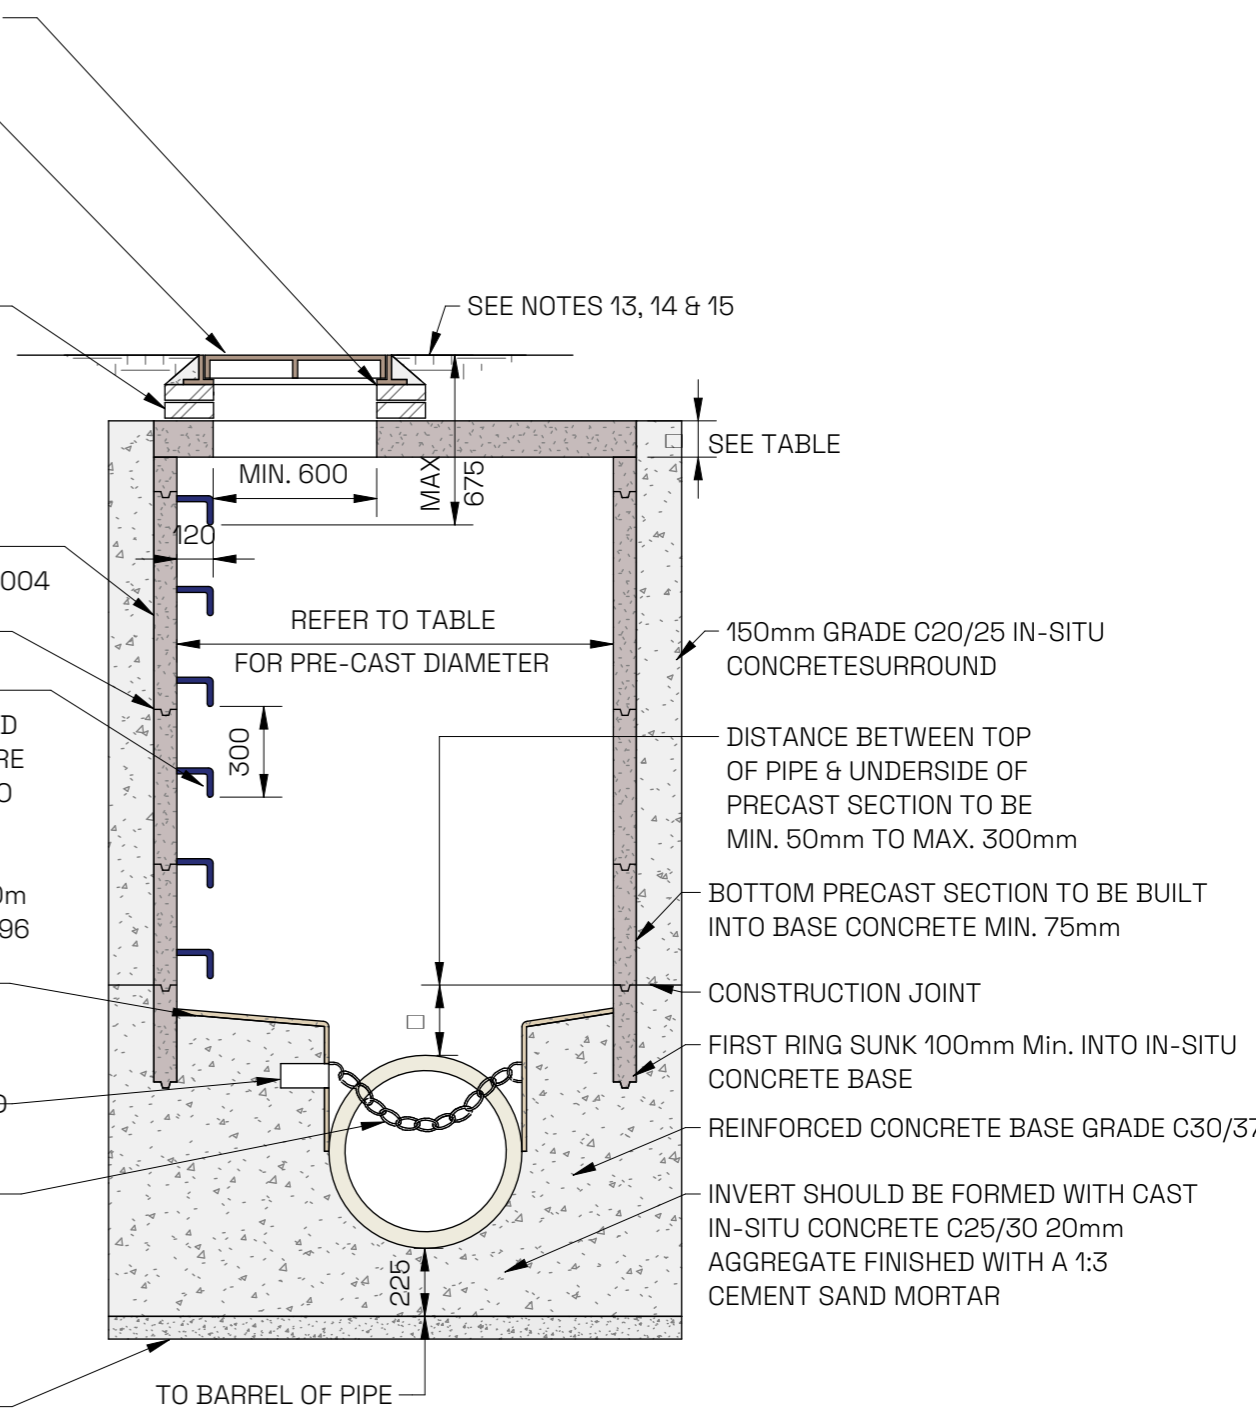 SEE NOTES 13, 14 & 15
SEE TABLE
MIN. 600
MAX
675
120
004
REFER TO TABLE
FOR PRE-CAST DIAMETER
150mm GRADE C20/25 IN-SITU
CONCRETESURROUND
D
RE
O
300
DISTANCE BETWEEN TOP
OF PIPE & UNDERSIDE OF
PRECAST SECTION TO BE
MIN. 50mm TO MAX. 300mm
0m
96
BOTTOM PRECAST SECTION TO BE BUILT
INTO BASE CONCRETE MIN. 75mm
CONSTRUCTION JOINT
FIRST RING SUNK 100mm Min. INTO IN-SITU
CONCRETE BASE
REINFORCED CONCRETE BASE GRADE C30/37
INVERT SHOULD BE FORMED WITH CAST
IN-SITU CONCRETE C25/30 20mm
AGGREGATE FINISHED WITH A 1:3
CEMENT SAND MORTAR
225
TO BARREL OF PIPE